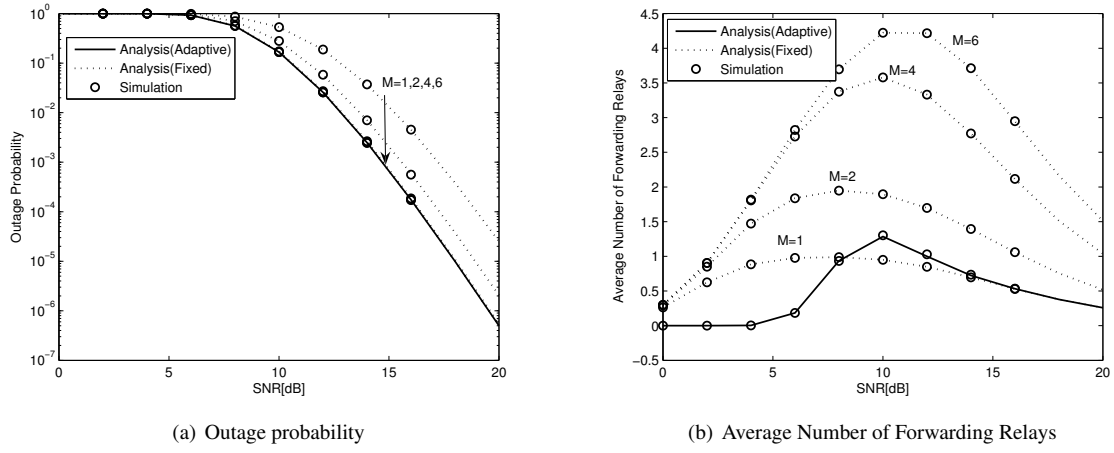 10^0
10^-1
10^-2
10^-3
10^-4
10^-5
10^-6
10^-7
Outage Probability
Analysis(Adaptive)
Analysis(Fixed)
Simulation
M=1,2,4,6
0 5 10 15 20
SNR[dB]
(a) Outage probability
4.5
4
3.5
3
2.5
2
1.5
1
0.5
0
−0.5
Average Number of Forwarding Relays
Analysis(Adaptive)
Analysis(Fixed)
Simulation
M=6
M=4
M=2
M=1
0 5 10 15 20
SNR[dB]
(b) Average Number of Forwarding Relays